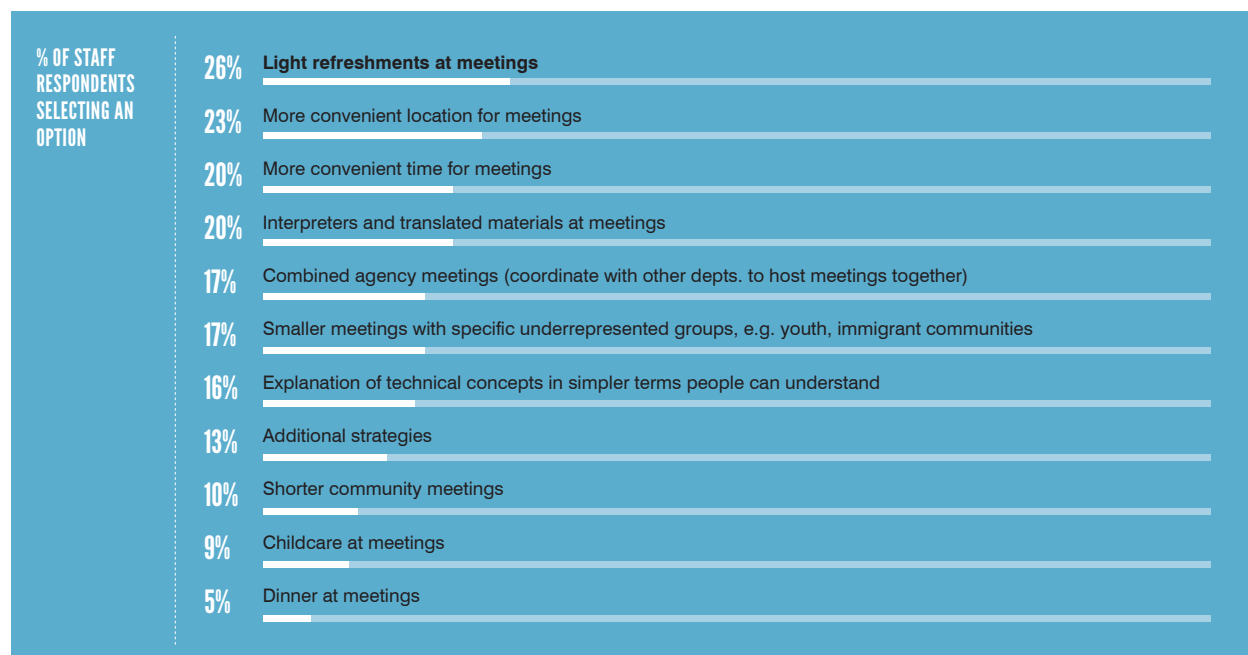 % OF STAFF
RESPONDENTS
SELECTING AN
OPTION
26% Light refreshments at meetings
23% More convenient location for meetings
20% More convenient time for meetings
20% Interpreters and translated materials at meetings
17% Combined agency meetings (coordinate with other depts. to host meetings together)
17% Smaller meetings with specific underrepresented groups, e.g. youth, immigrant communities
16% Explanation of technical concepts in simpler terms people can understand
13% Additional strategies
10% Shorter community meetings
9% Childcare at meetings
5% Dinner at meetings